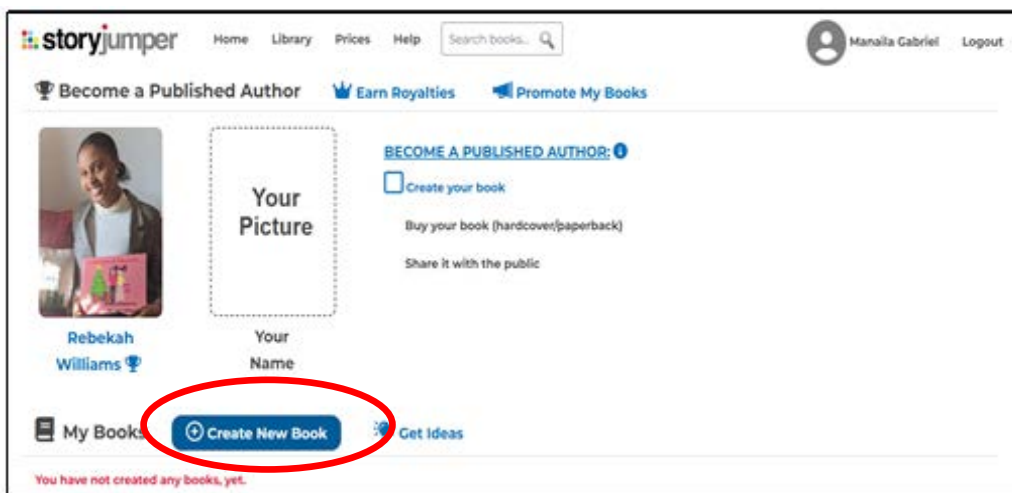 storyjumper Home Library Prices Help Search books... Manaila Gabriel Logout
Become a Published Author Earn Royalties Promote My Books
BECOME A PUBLISHED AUTHOR:
Create your book
Your
Picture
Buy your book (hardcover/paperback)
Share it with the public
Rebekah
Williams
Your
Name
My Books Create New Book Get Ideas
You have not created any books, yet.